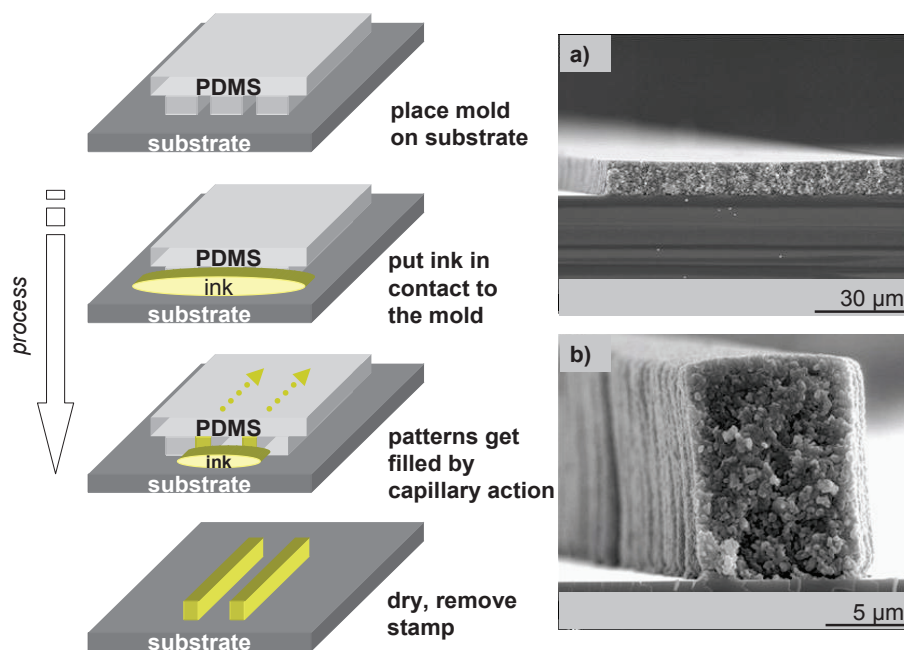 PDMS
substrate
place mold
on substrate
process
PDMS
ink
substrate
put ink in
contact to
the mold
PDMS
ink
substrate
patterns get
filled by
capillary action
substrate
dry, remove
stamp
a)
30 µm
b)
5 µm